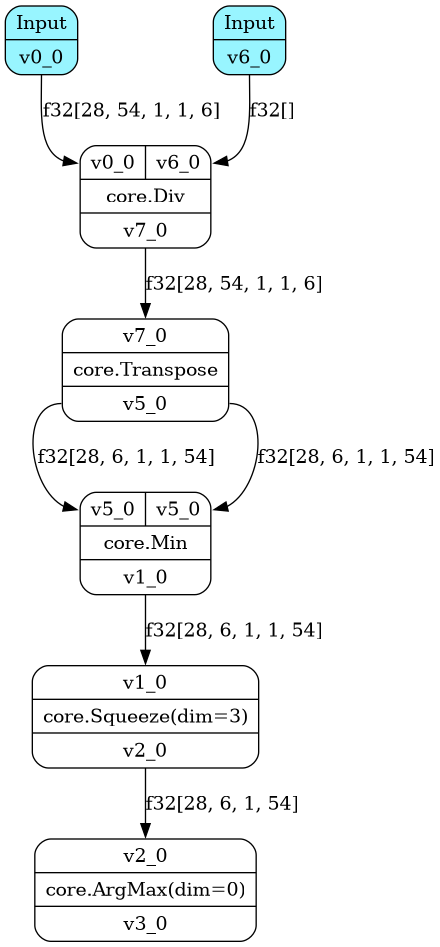 Input
v0_0
Input
v6_0
f32[28, 54, 1, 1, 6]
f32[]
v0_0
v6_0
core.Div
v7_0
f32[28, 54, 1, 1, 6]
v7_0
core.Transpose
v5_0
f32[28, 6, 1, 1, 54]
f32[28, 6, 1, 1, 54]
v5_0
v5_0
core.Min
v1_0
f32[28, 6, 1, 1, 54]
v1_0
core.Squeeze(dim=3)
v2_0
f32[28, 6, 1, 54]
v2_0
core.ArgMax(dim=0)
v3_0